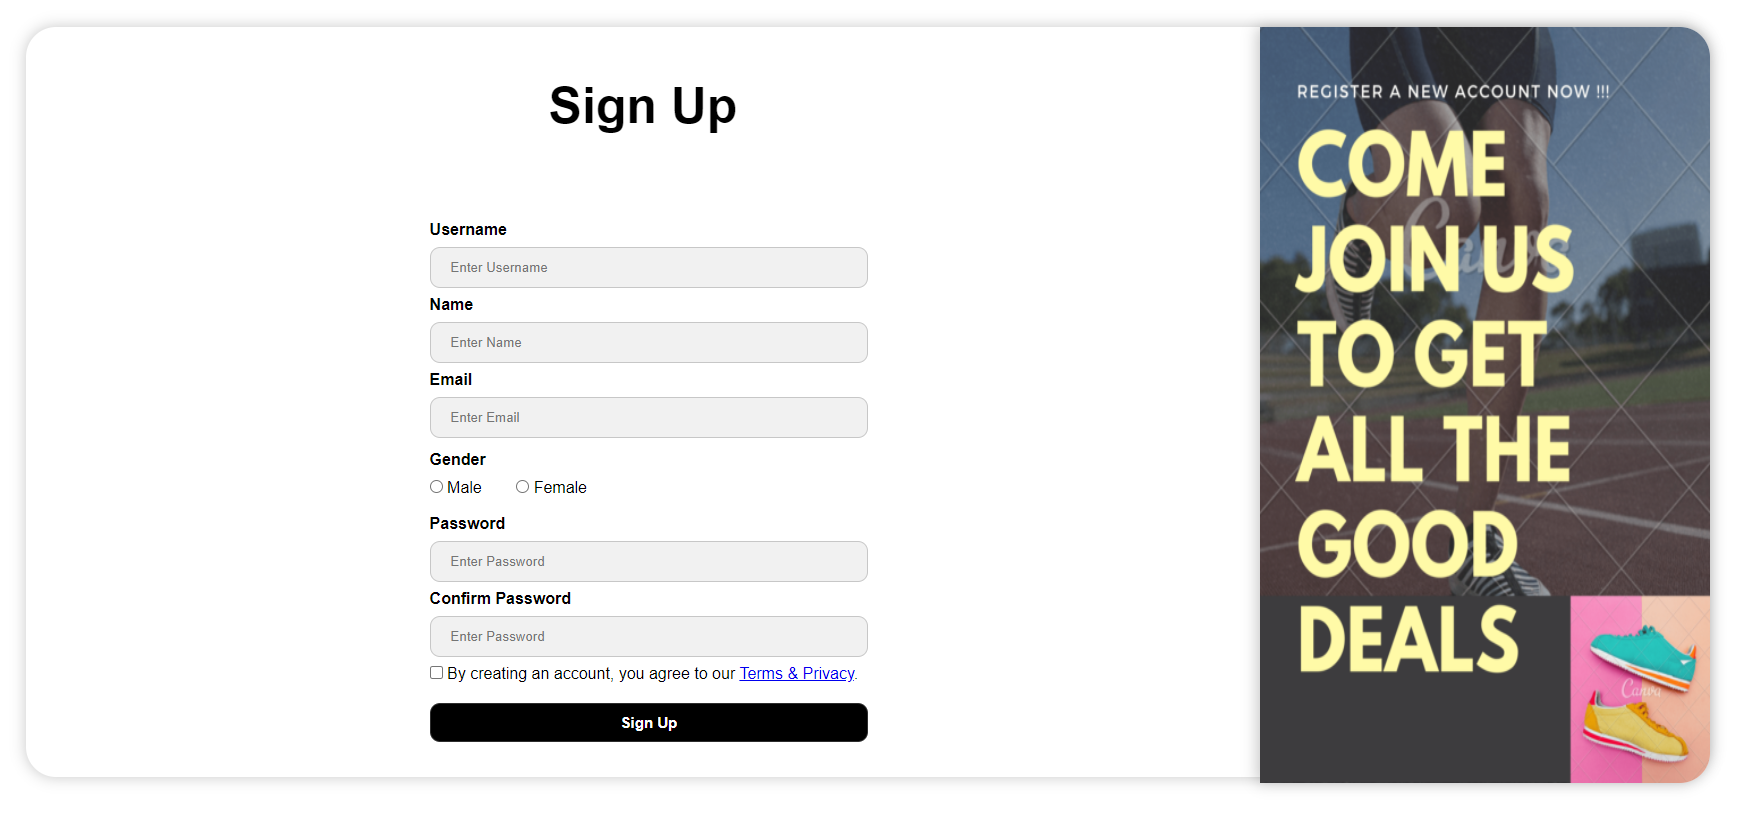 Sign Up
Username
Enter Username
Name
Enter Name
Email
Enter Email
Gender
Male Female
Password
Enter Password
Confirm Password
Enter Password
By creating an account, you agree to our Terms & Privacy.
Sign Up
REGISTER A NEW ACCOUNT NOW !!!
COME
JOIN US
TO GET
ALL THE
GOOD
DEALS
Canva
Canva